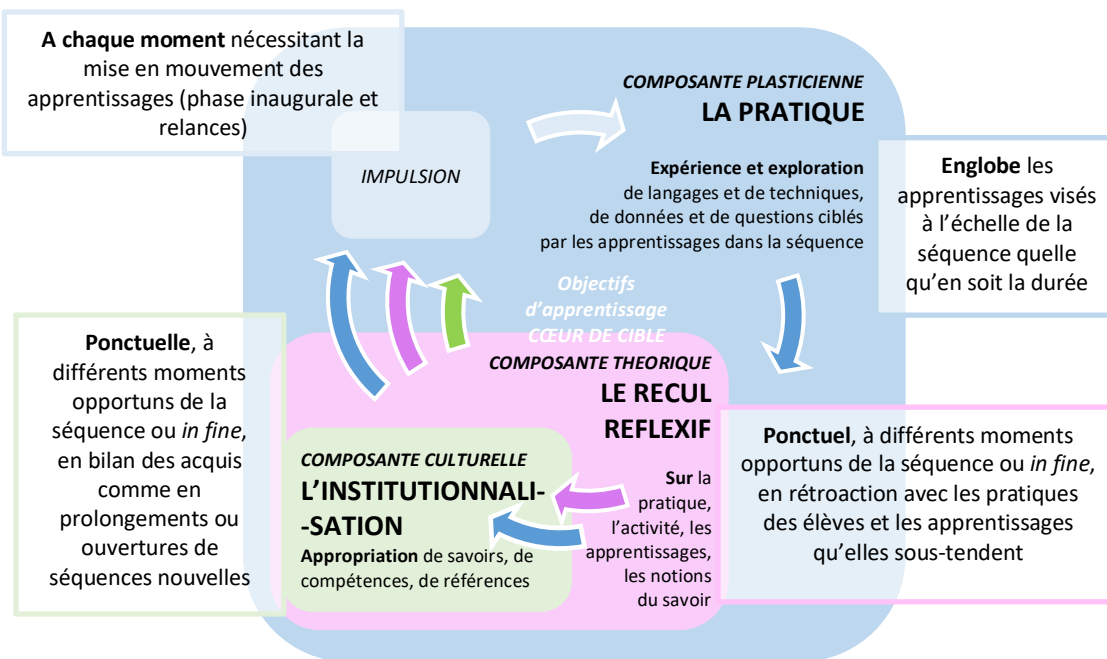 A chaque moment nécessitant la
mise en mouvement des
apprentissages (phase inaugurale et
relances)
IMPULSION
COMPOSANTE PLASTICIENNE
LA PRATIQUE
Expérience et exploration
de langages et de techniques,
de données et de questions ciblés
par les apprentissages dans la séquence
Englobe les
apprentissages visés
à l’échelle de la
séquence quelle
qu’en soit la durée
Objectifs
d’apprentissage
CŒUR DE CIBLE
COMPOSANTE THEORIQUE
LE RECUL
REFLEXIF
Sur la
pratique,
l’activité, les
apprentissages,
les notions
du savoir
Ponctuel, à différents moments
opportuns de la séquence ou in fine,
en rétroaction avec les pratiques
des élèves et les apprentissages
qu’elles sous-tendent
COMPOSANTE CULTURELLE
L’INSTITUTIONNALI-
-SATION
Appropriation de savoirs, de
compétences, de références
Ponctuelle, à
différents moments
opportuns de la
séquence ou in fine,
en bilan des acquis
comme en
prolongements ou
ouvertures de
séquences nouvelles